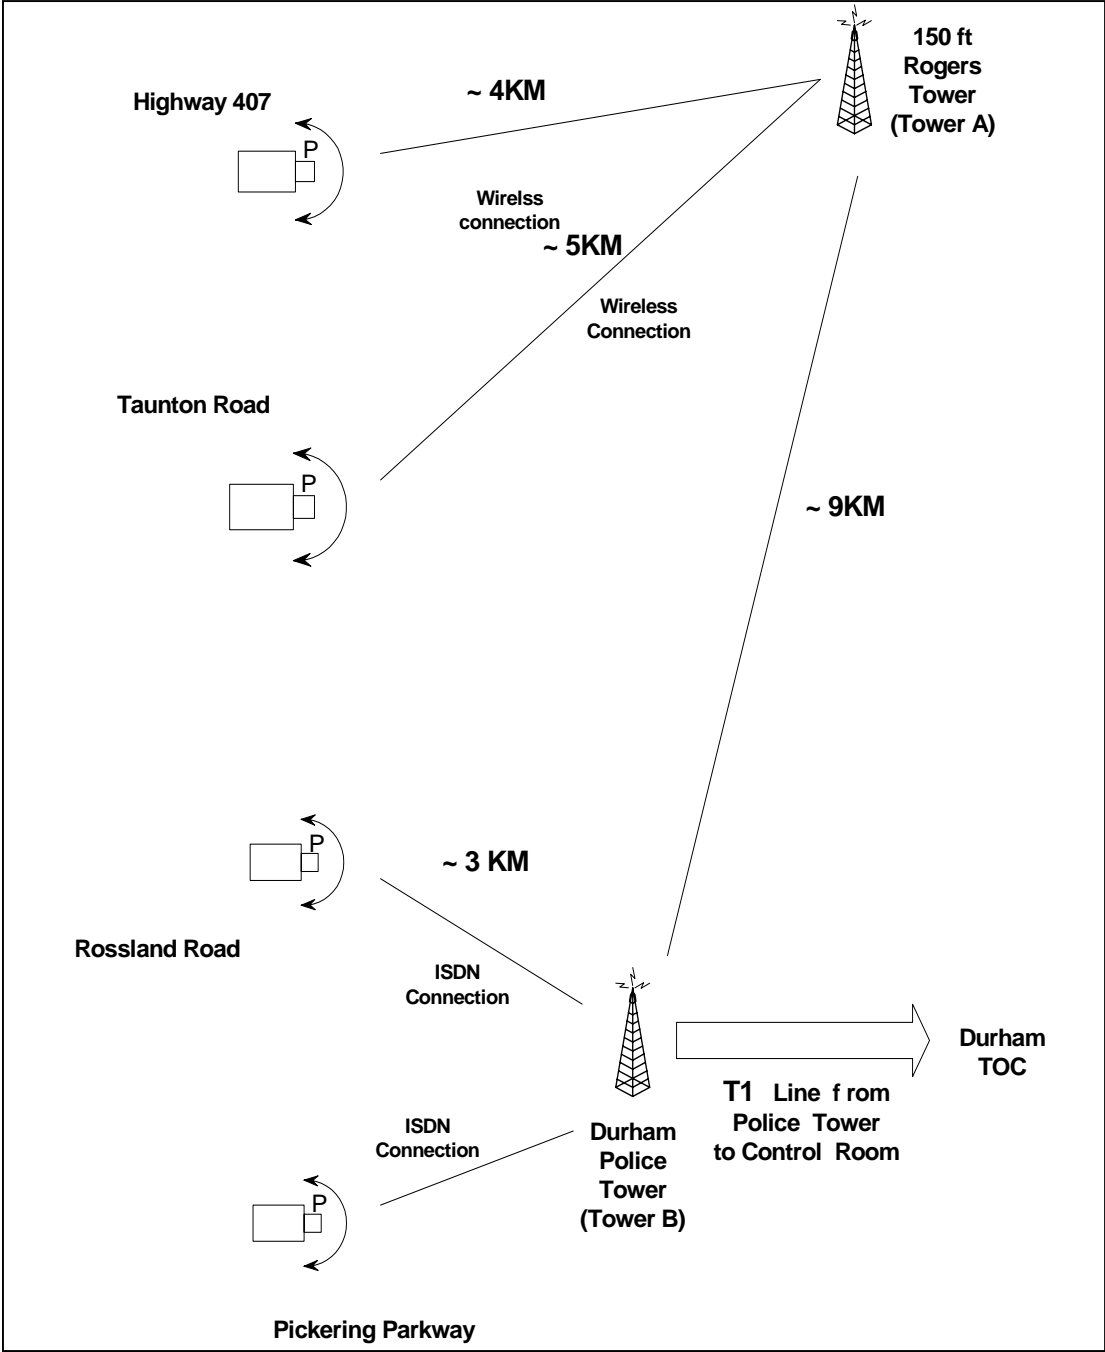 150 ft
Rogers
Tower
(Tower A)
~ 4KM
Highway 407
P
Wirelss
connection
~ 5KM
Wireless
Connection
Taunton Road
P
~ 9KM
P
~ 3 KM
Rossland Road
ISDN
Connection
Durham
TOC
T1 Line f rom
Police Tower
to Control Room
ISDN
Connection
Durham
Police
Tower
(Tower B)
P
Pickering Parkway